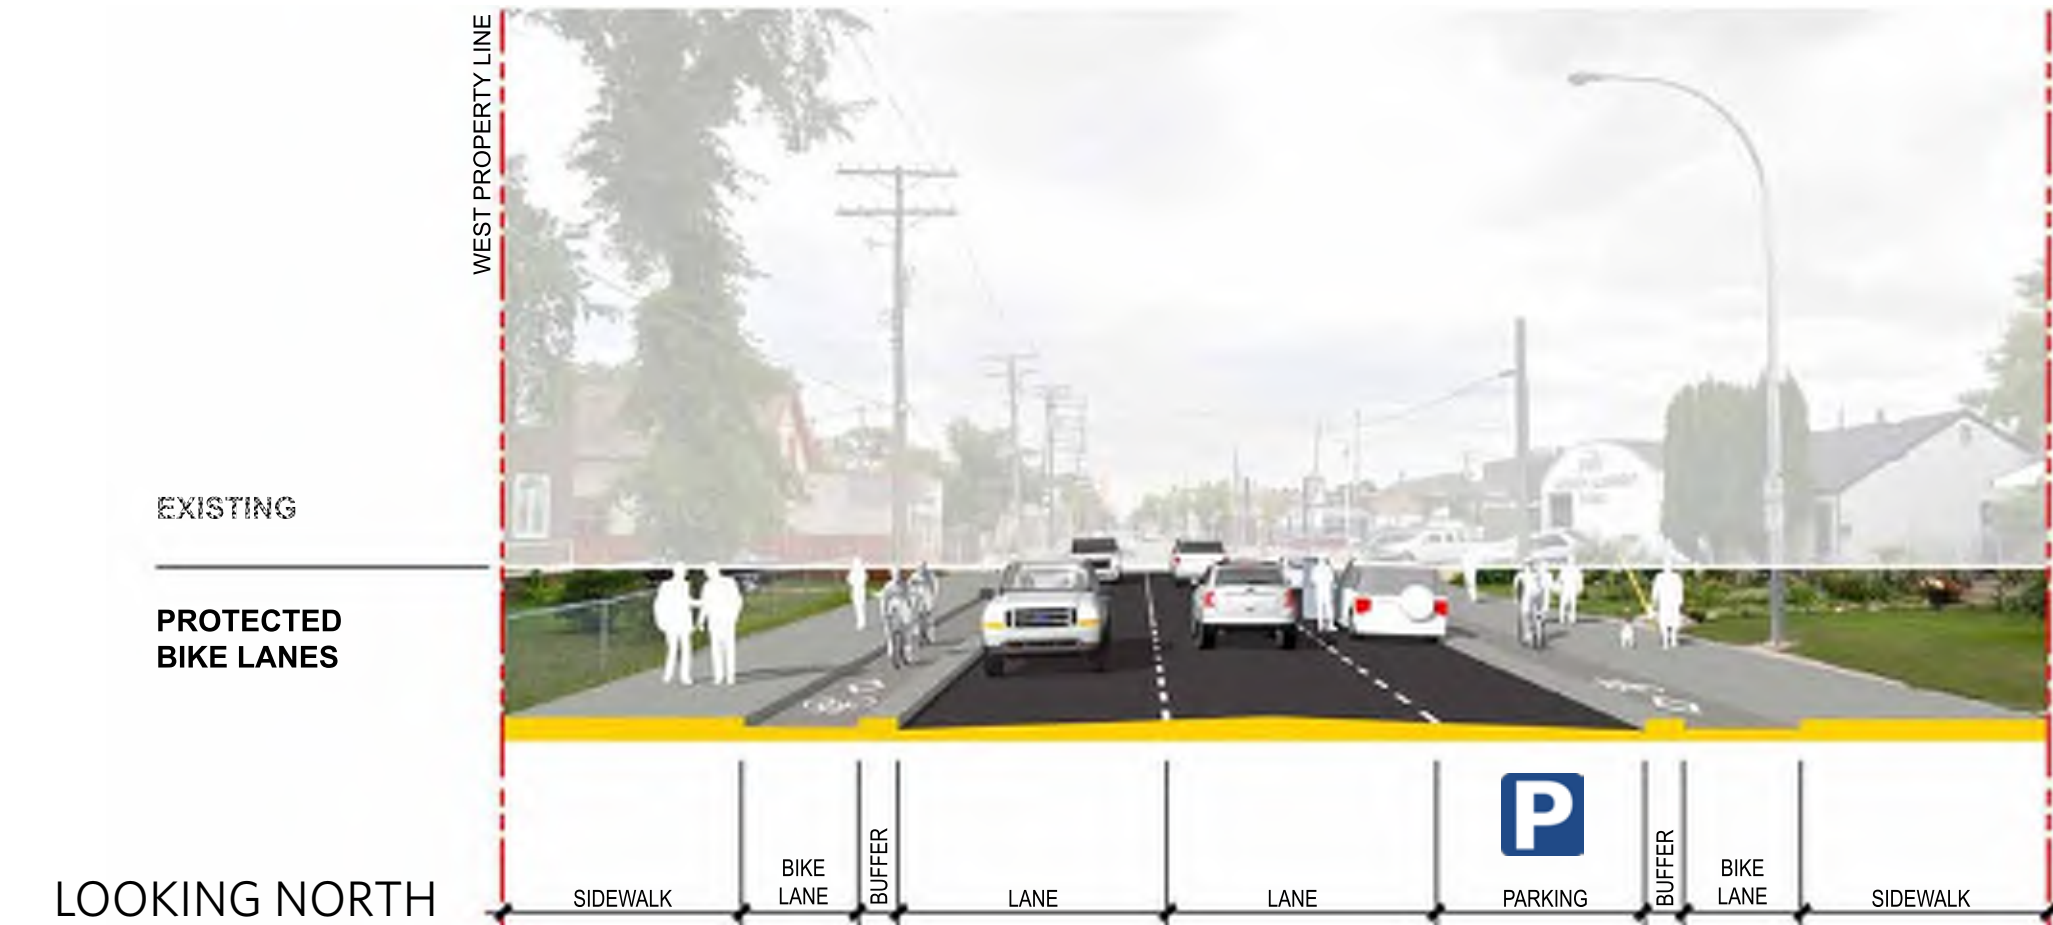 WEST PROPERTY LINE
EXISTING
PROTECTED
BIKE LANES
LOOKING NORTH
SIDEWALK
BIKE
LANE
BUFFER
LANE
LANE
P
PARKING
BUFFER
BIKE
LANE
SIDEWALK